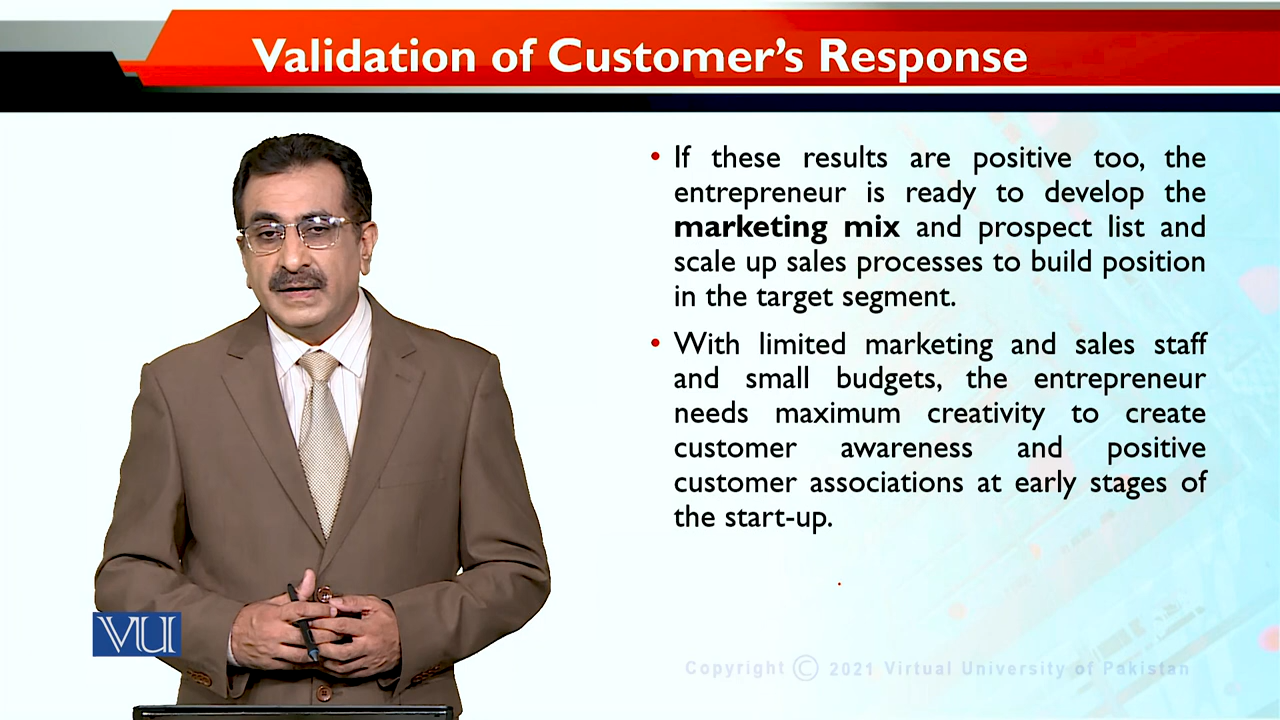 Validation of Customer's Response
• If these results are positive too, the
entrepreneur is ready to develop the
marketing mix and prospect list and
scale up sales processes to build position
in the target segment.
• With limited marketing and sales staff
and small budgets, the entrepreneur
needs maximum creativity to create
customer awareness and positive
customer associations at early stages of
the start-up.
VU
Copyright © 2021 Virtual University of Pakistan